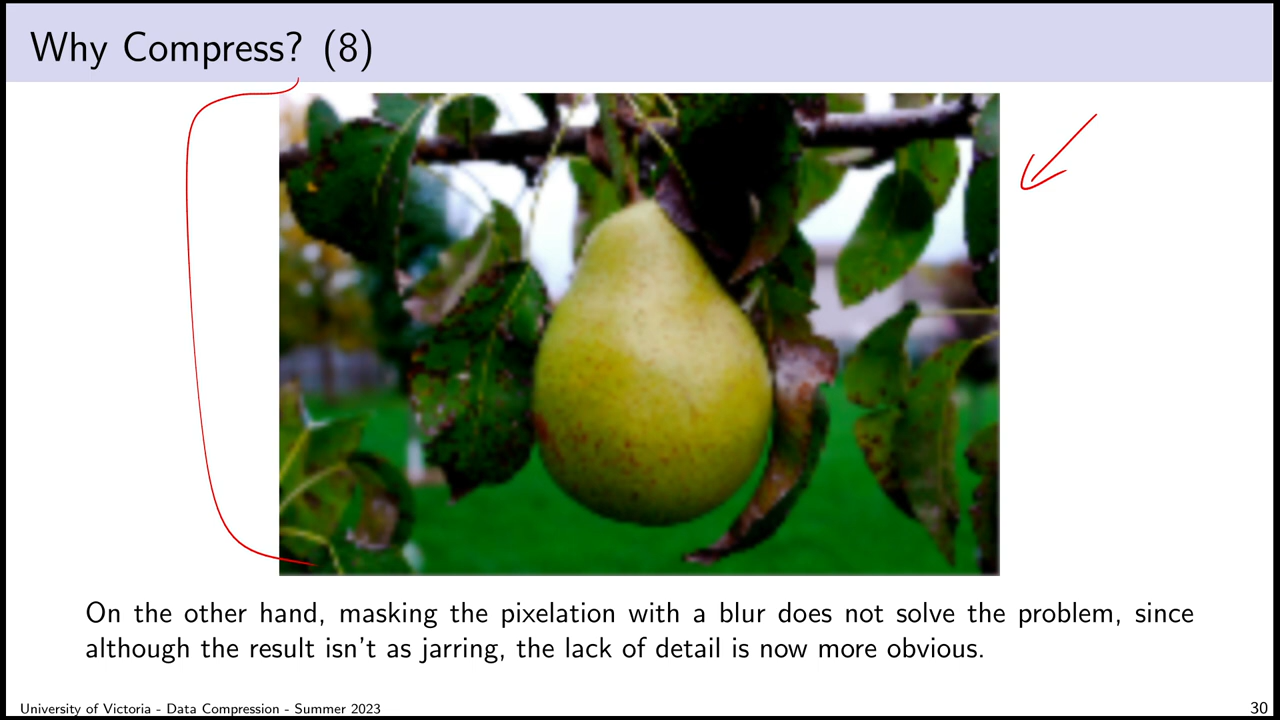 Why Compress? (8)
On the other hand, masking the pixelation with a blur does not solve the problem, since
although the result isn't as jarring, the lack of detail is now more obvious.
University of Victoria - Data Compression - Summer 2023
30